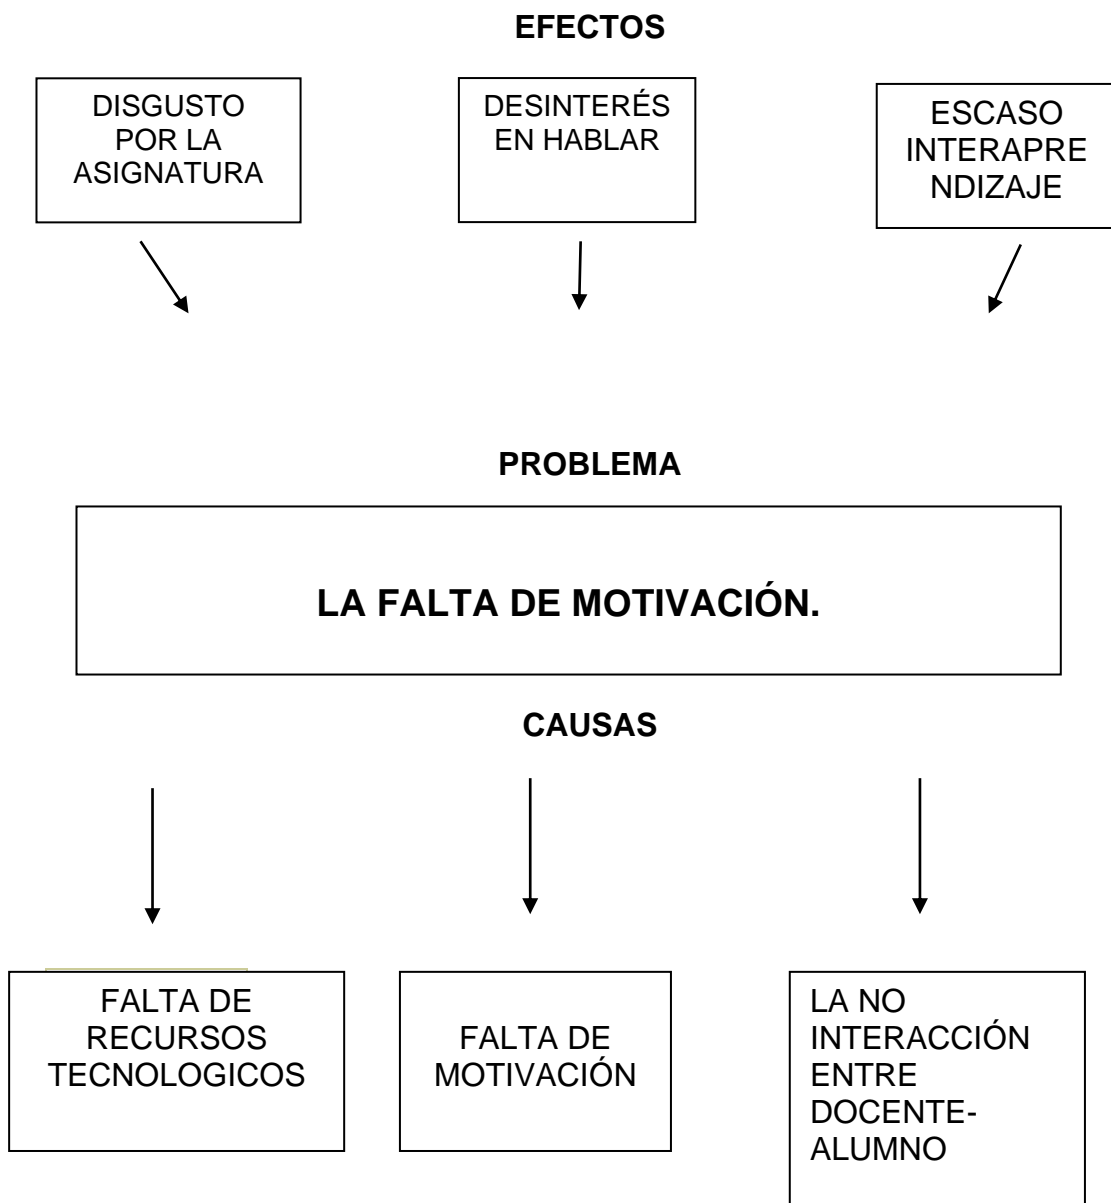 EFECTOS
DISGUSTO
POR LA
ASIGNATURA
DESINTERÉS
EN HABLAR
ESCASO
INTERAPRE
NDIZAJE
PROBLEMA
LA FALTA DE MOTIVACIÓN.
CAUSAS
FALTA DE
RECURSOS
TECNOLOGICOS
FALTA DE
MOTIVACIÓN
LA NO
INTERACCIÓN
ENTRE
DOCENTE-
ALUMNO